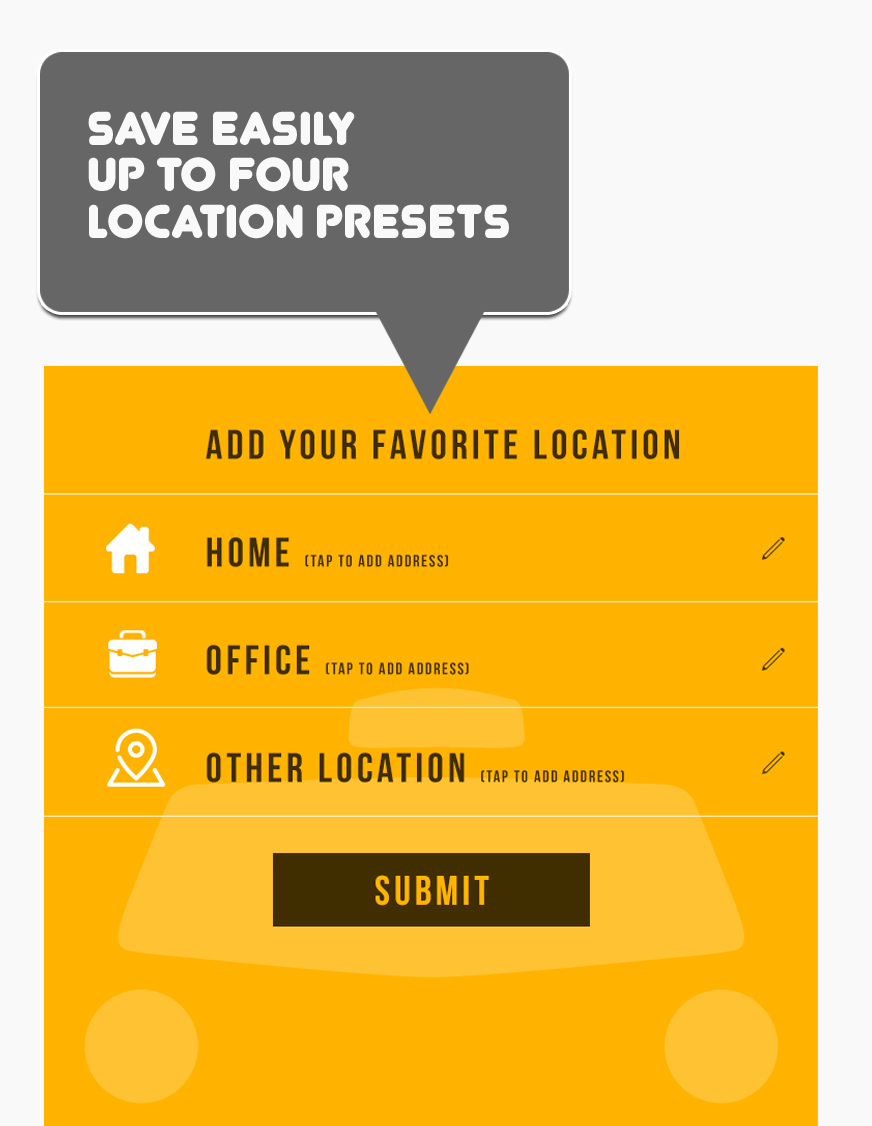 SAVE EASILY
UP TO FOUR
LOCATION PRESETS
ADD YOUR FAVORITE LOCATION
HOME (TAP TO ADD ADDRESS)
OFFICE (TAP TO ADD ADDRESS)
OTHER LOCATION (TAP TO ADD ADDRESS)
SUBMIT